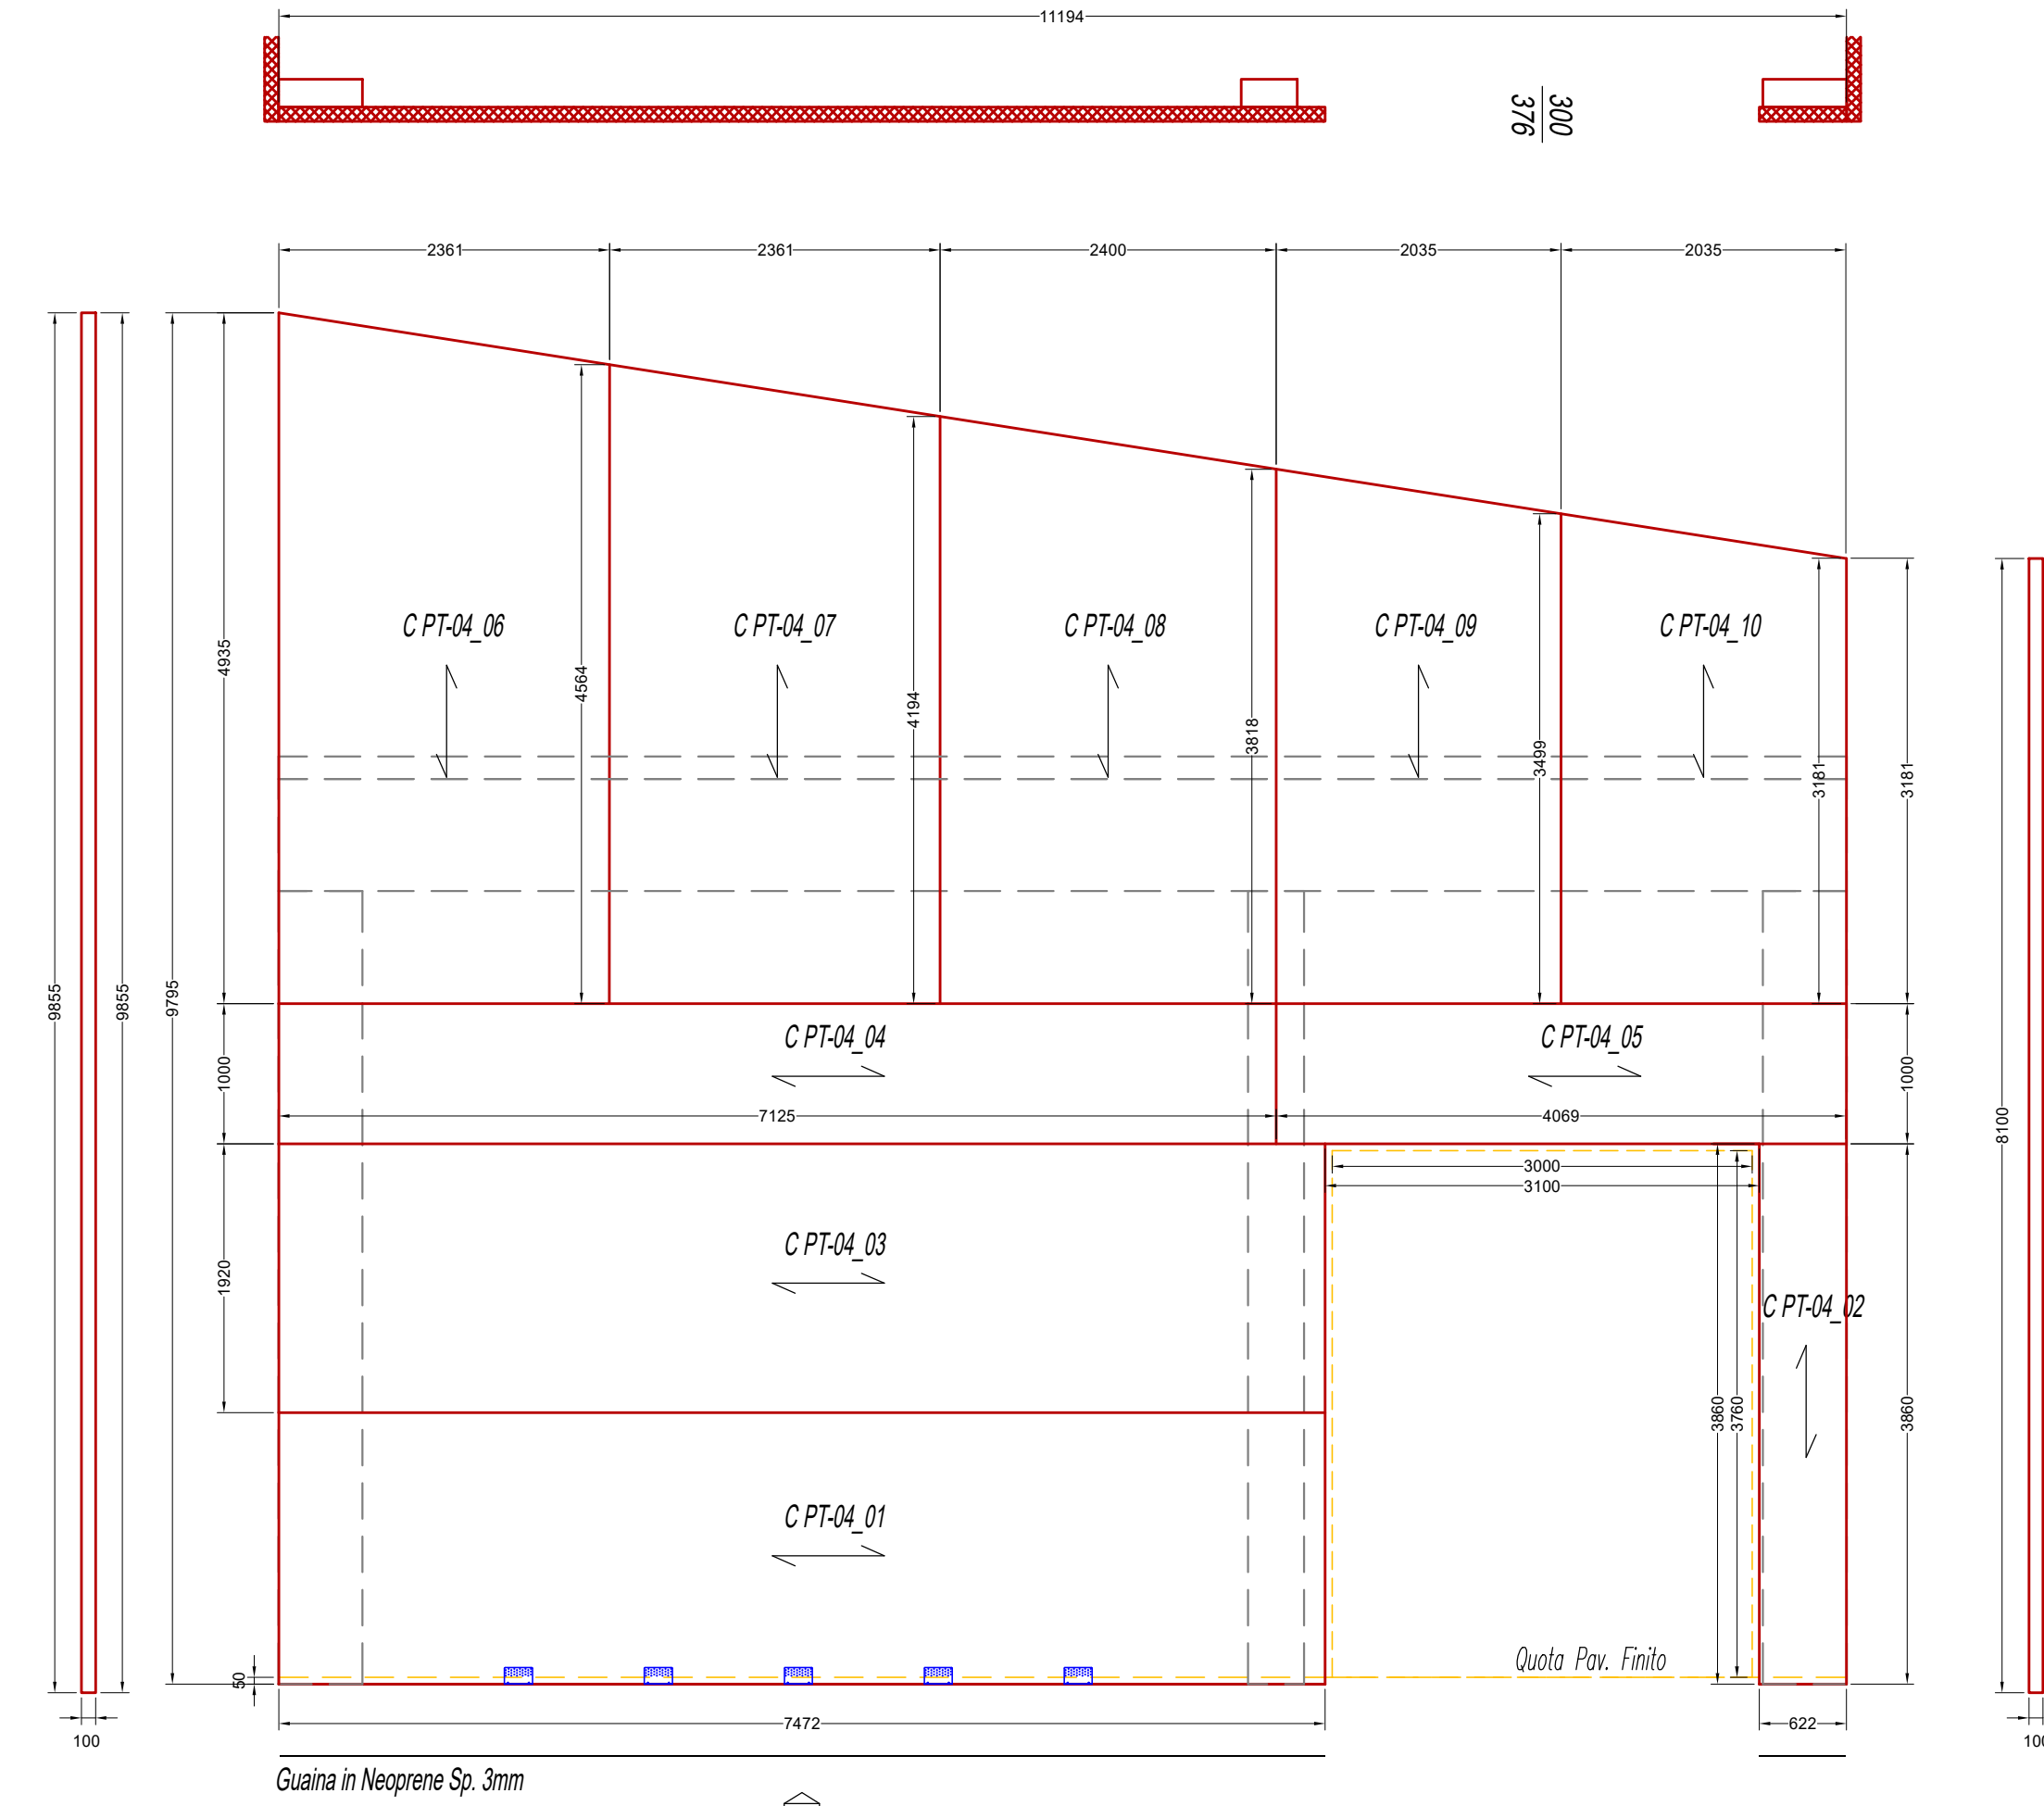 11194
300
376
2361
2361
2400
2035
2035
C PT-04_06
C PT-04_07
C PT-04_08
C PT-04_09
C PT-04_10
4935
4564
4194
3818
3499
3181
3181
9855
9855
9795
8100
C PT-04_04
C PT-04_05
1000
1000
7125
4069
3000
3100
C PT-04_03
1920
C PT-04_02
3860
3760
3860
C PT-04_01
Quota Pav. Finito
50
7472
622
100
Guaina in Neoprene Sp. 3mm